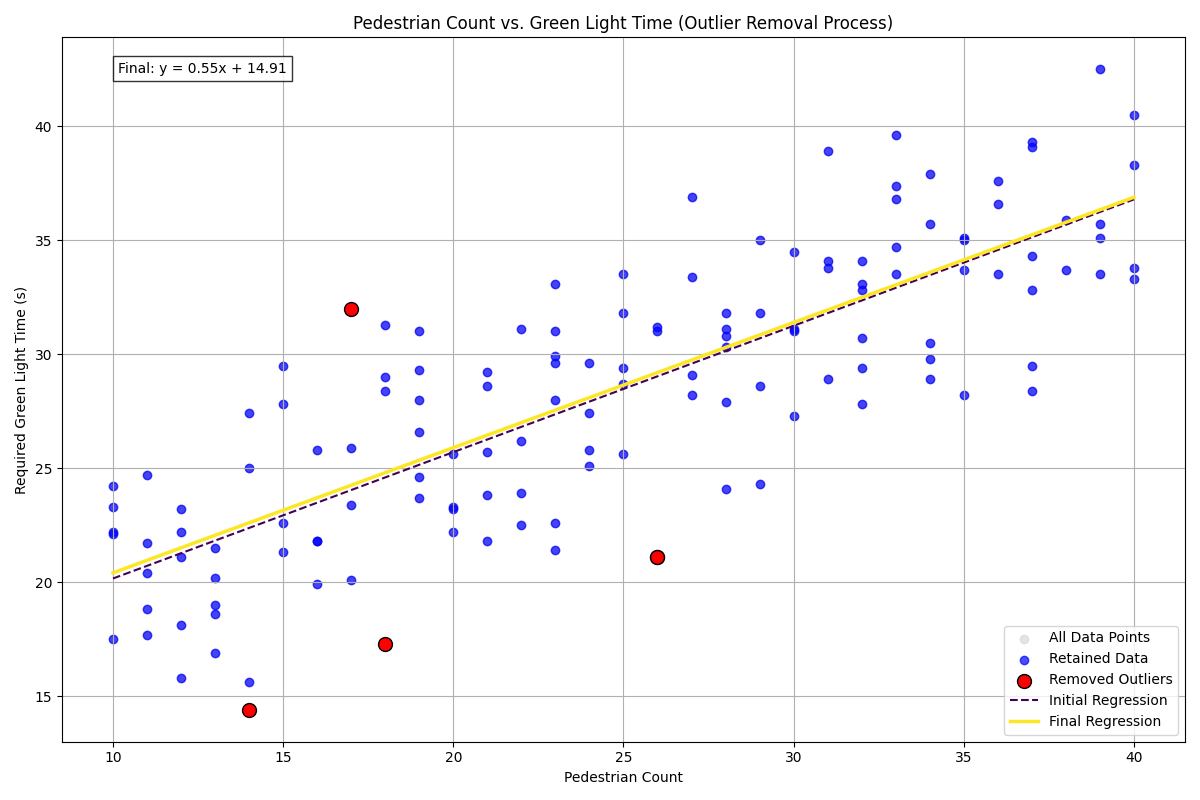 Pedestrian Count vs. Green Light Time (Outlier Removal Process)
Final: y = 0.55x + 14.91
Required Green Light Time (s)
40
35
30
25
20
15
10
15
20
25
30
35
40
Pedestrian Count
All Data Points
Retained Data
Removed Outliers
Initial Regression
Final Regression